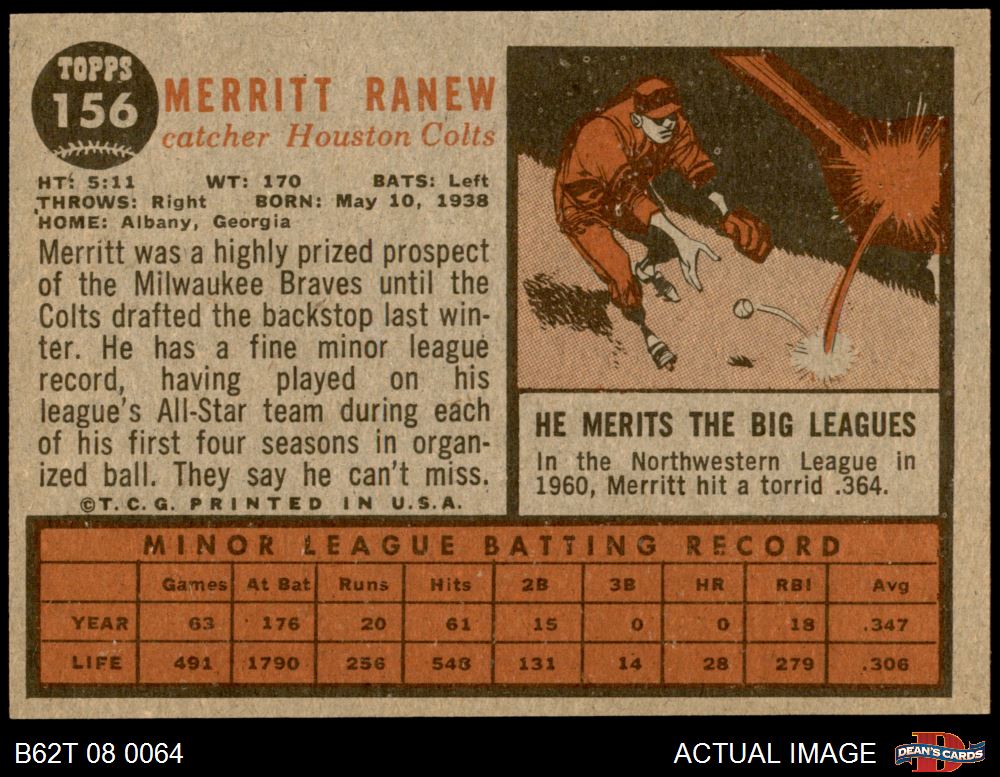 TOPPS
156
MERRITT RANEW
catcher Houston Colts
HT: 5:11 WT: 170 BATS: Left
THROWS: Right BORN: May 10, 1938
HOME: Albany, Georgia
Merritt was a highly prized prospect
of the Milwaukee Braves until the
Colts drafted the backstop last win-
ter. He has a fine minor league
record, having played on his
league's All-Star team during each
of his first four seasons in organ-
ized ball. They say he can't miss.
©T.C.G. PRINTED IN U.S.A.
HE MERITS THE BIG LEAGUES
In the Northwestern League in
1960, Merritt hit a torrid .364.
MINOR LEAGUE BATTING RECORD
Games At Bat Runs Hits 2B 3B HR RBI Avg
YEAR 63 176 20 61 15 0 0 18 .347
LIFE 491 1790 256 548 131 14 28 279 .306
B62T 08 0064
ACTUAL IMAGE
DEAN'S CARDS